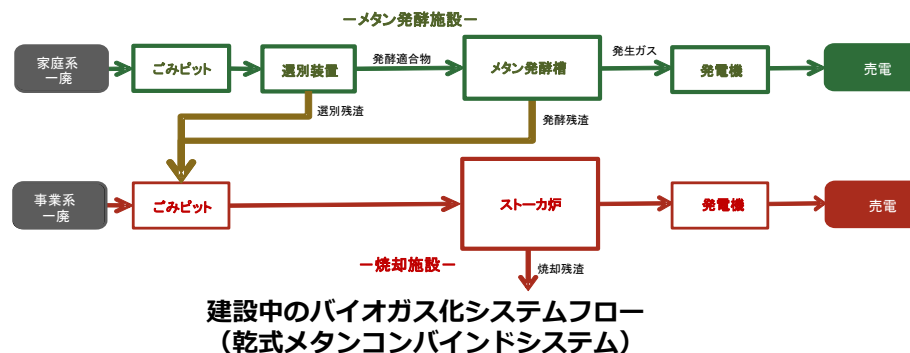 －メタン発酵施設－
家庭系
一廃
ごみピット
選別装置
発酵適合物
メタン発酵槽
発生ガス
発電機
売電
選別残渣
発酵残渣
事業系
一廃
ごみピット
ストーカ炉
発電機
売電
－焼却施設－
焼却残渣
建設中のバイオガス化システムフロー
（乾式メタンコンバインドシステム）